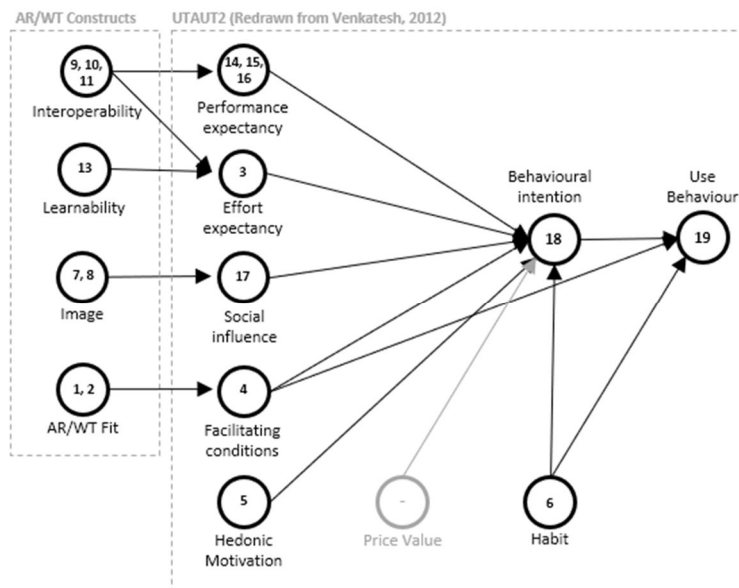 AR/WT Constructs
UTAUT2 (Redrawn from Venkatesh, 2012)
9, 10,
11
Interoperability
14, 15,
16
Performance
expectancy
13
Learnability
3
Effort
expectancy
Behavioural
intention
18
Use
Behaviour
19
7, 8
Image
17
Social
influence
1, 2
AR/WT Fit
4
Facilitating
conditions
5
Hedonic
Motivation
-
Price Value
6
Habit